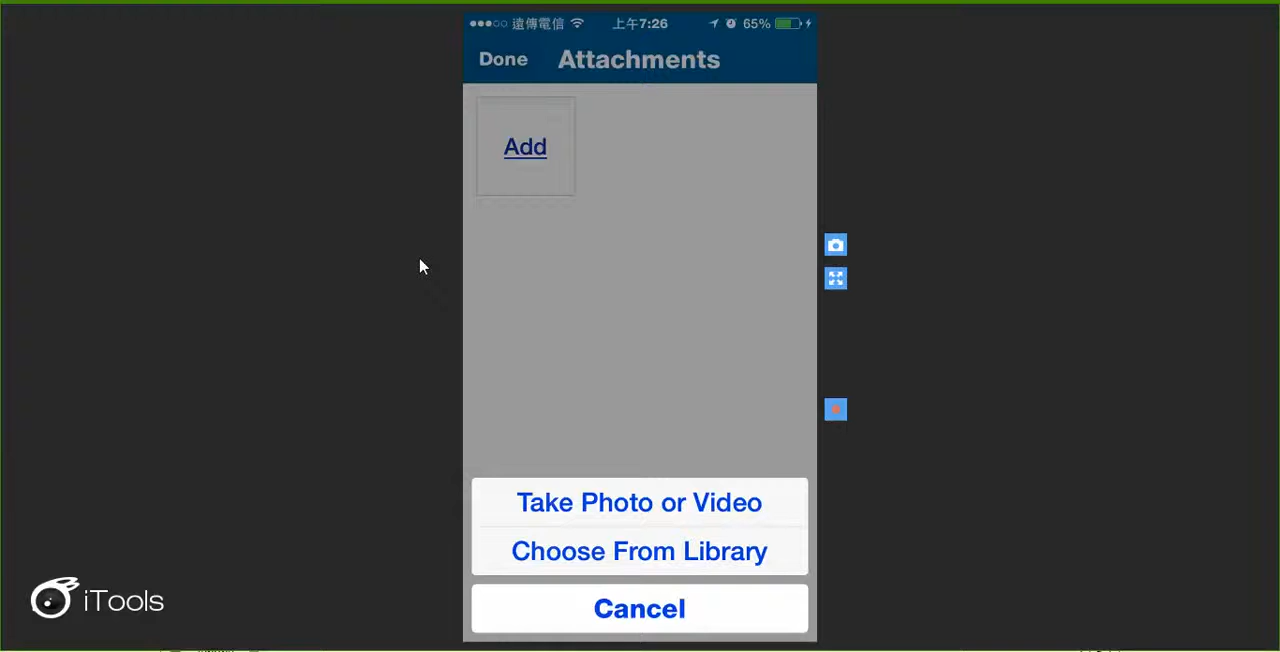 遠傳電信 上午7:26 65%
Done Attachments
Add
Take Photo or Video
Choose From Library
Cancel
iTools